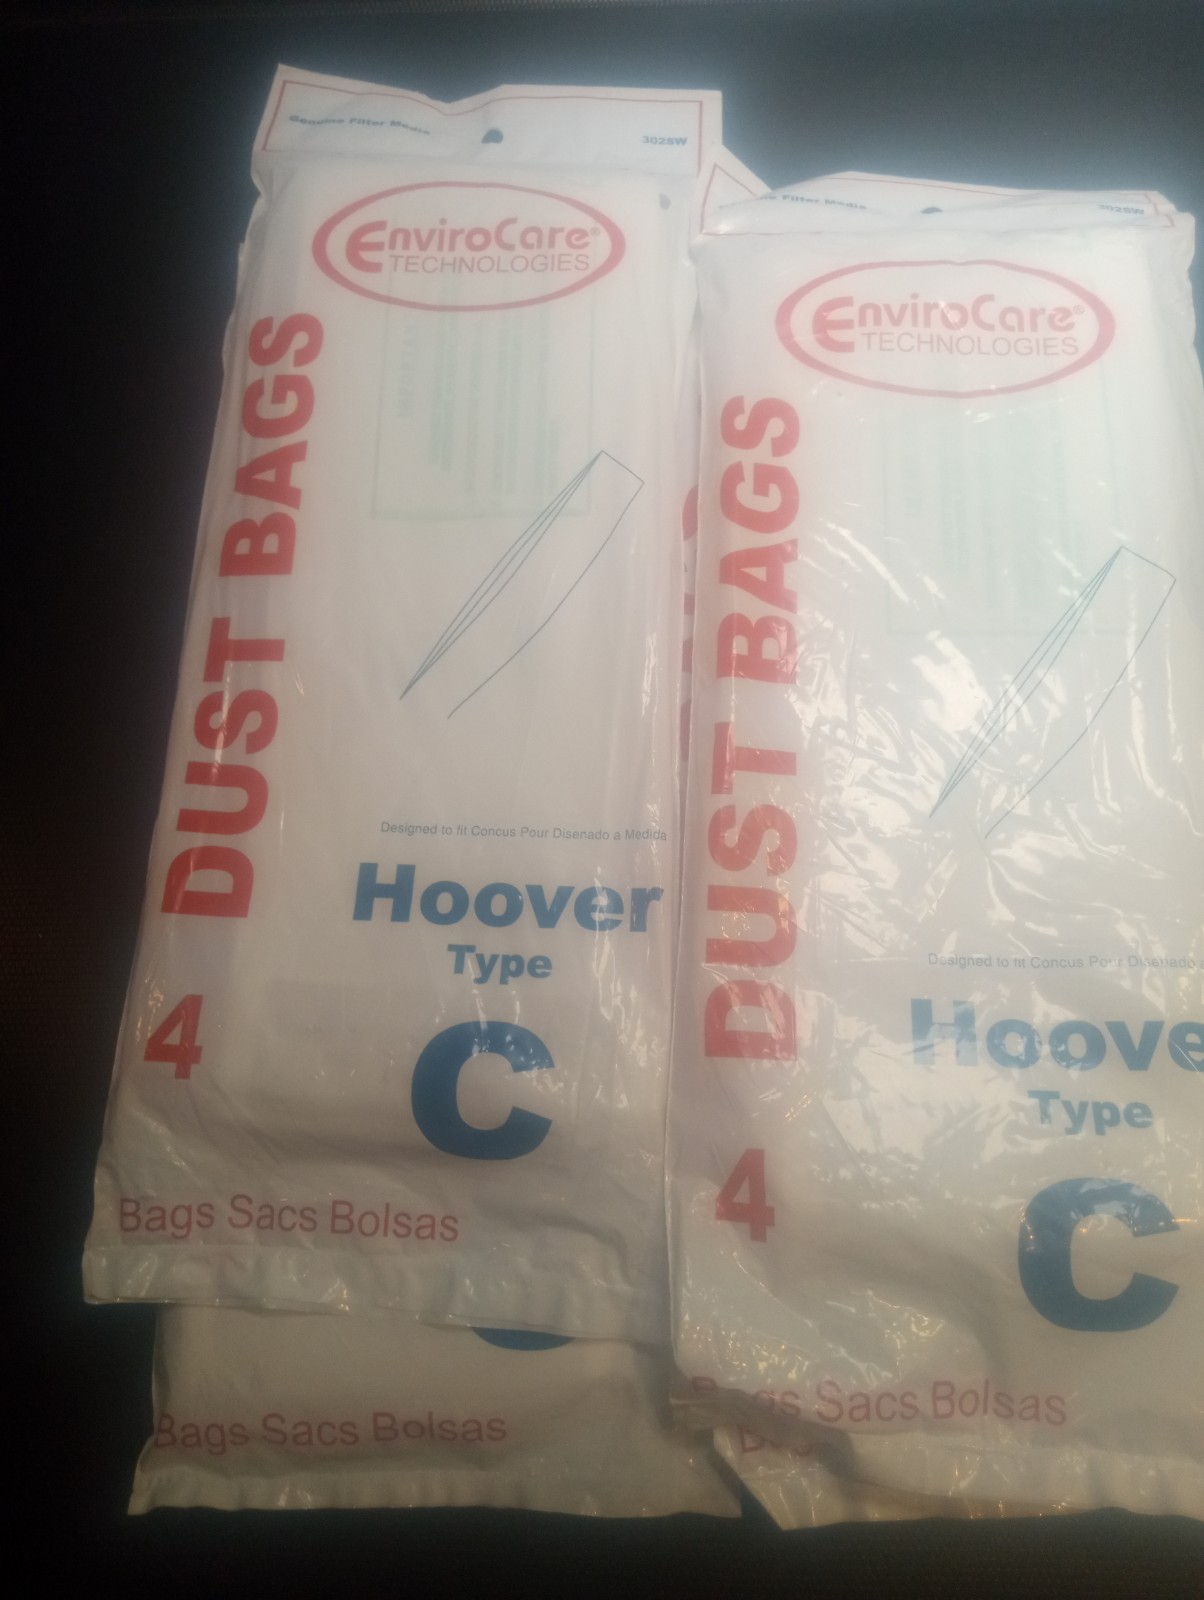 Genuine Filter Media
302SW
EnviroCare®
TECHNOLOGIES
DUST BAGS
Designed to fit Concus Pour Disenado a Medida
Hoover
Type
C
4
Bags Sacs Bolsas
Bags Sacs Bolsas
Filter Media
302SW
EnviroCare®
TECHNOLOGIES
DUST BAGS
Designed to fit Concus Pour Disenado a
Hoove
Type
C
4
Bags Sacs Bolsas